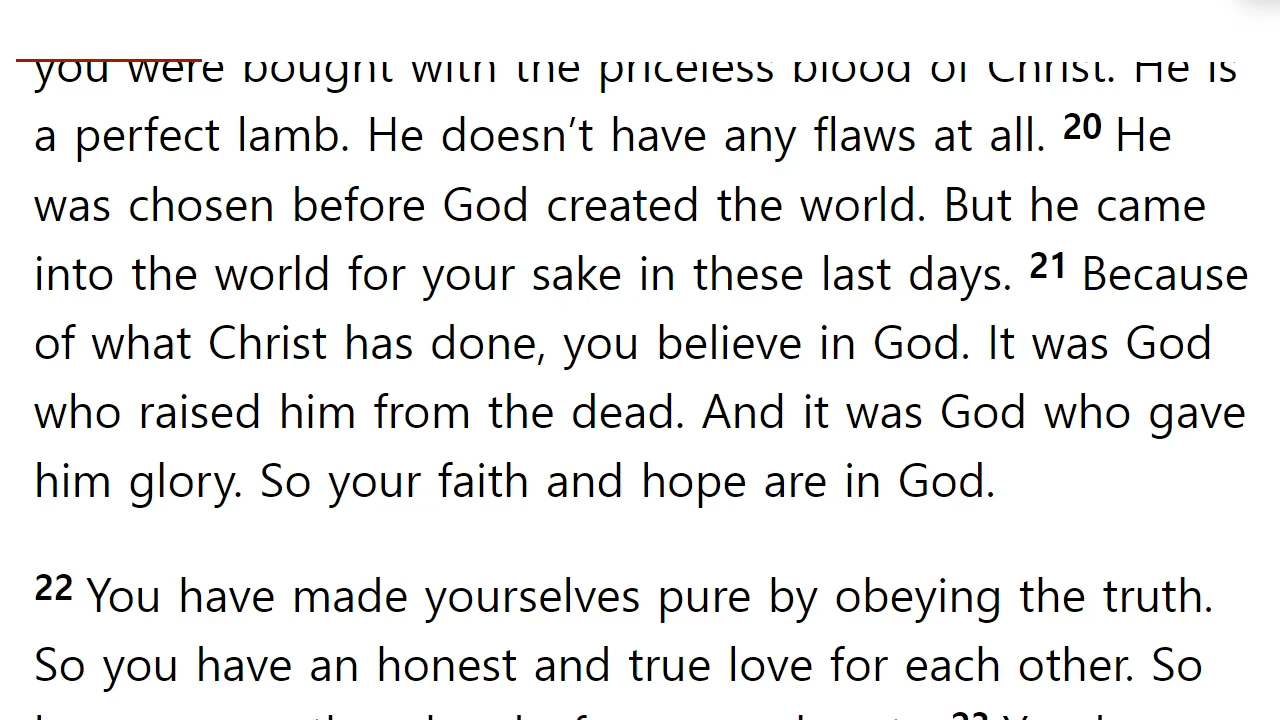 you were bought with the priceless blood of Christ. He is
a perfect lamb. He doesn’t have any flaws at all. 20 He
was chosen before God created the world. But he came
into the world for your sake in these last days. 21 Because
of what Christ has done, you believe in God. It was God
who raised him from the dead. And it was God who gave
him glory. So your faith and hope are in God.
22 You have made yourselves pure by obeying the truth.
So you have an honest and true love for each other. So